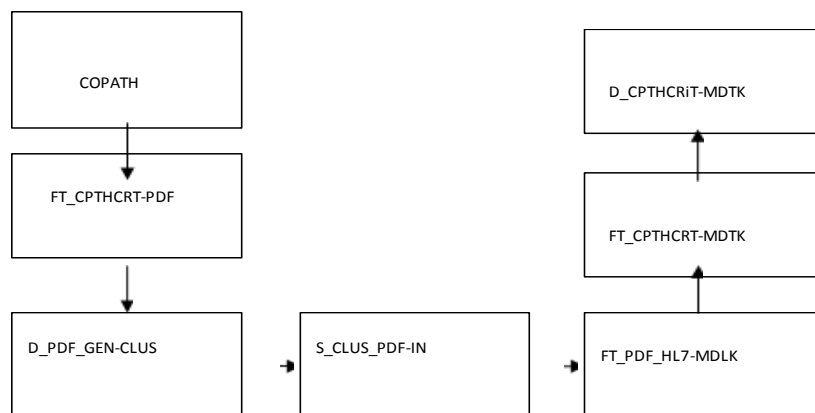 COPATH
D_CPTHCRiT-MDTK
FT_CPTHCRT-PDF
FT_CPTHCRT-MDTK
D_PDF_GEN-CLUS
S_CLUS_PDF-IN
FT_PDF_HL7-MDLK